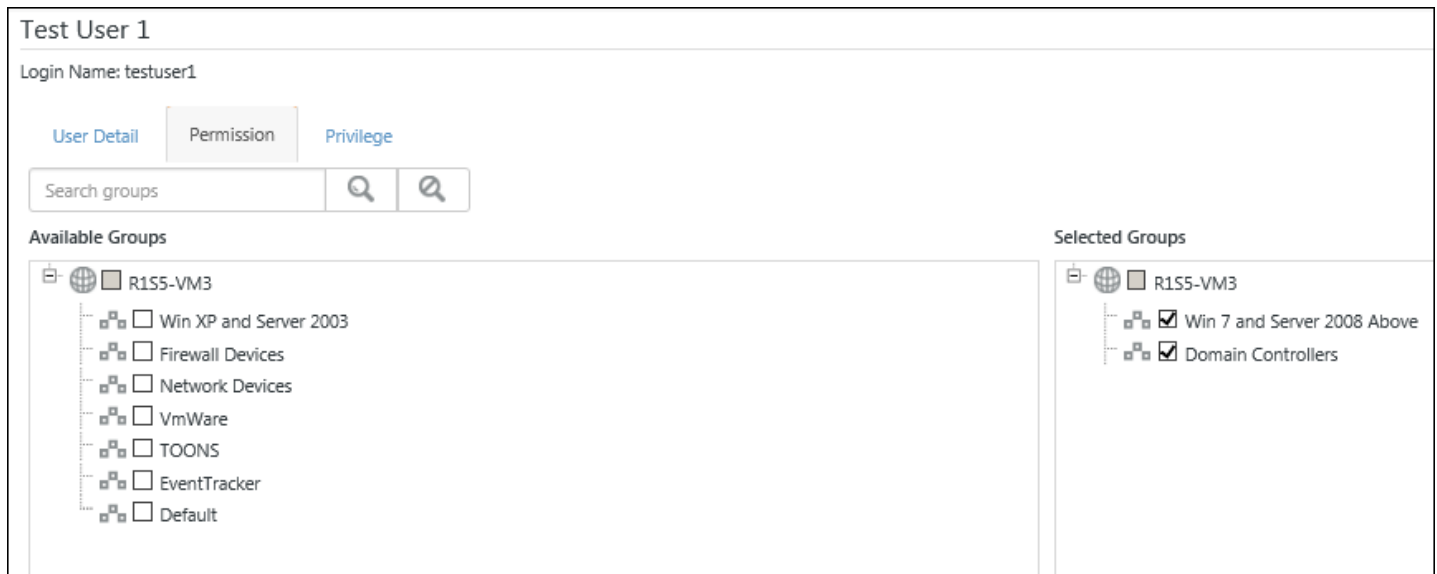 Test User 1
Login Name: testuser1
User Detail
Permission
Privilege
Search groups
Available Groups
R1S5-VM3
Win XP and Server 2003
Firewall Devices
Network Devices
VmWare
TOONS
EventTracker
Default
Selected Groups
R1S5-VM3
Win 7 and Server 2008 Above
Domain Controllers